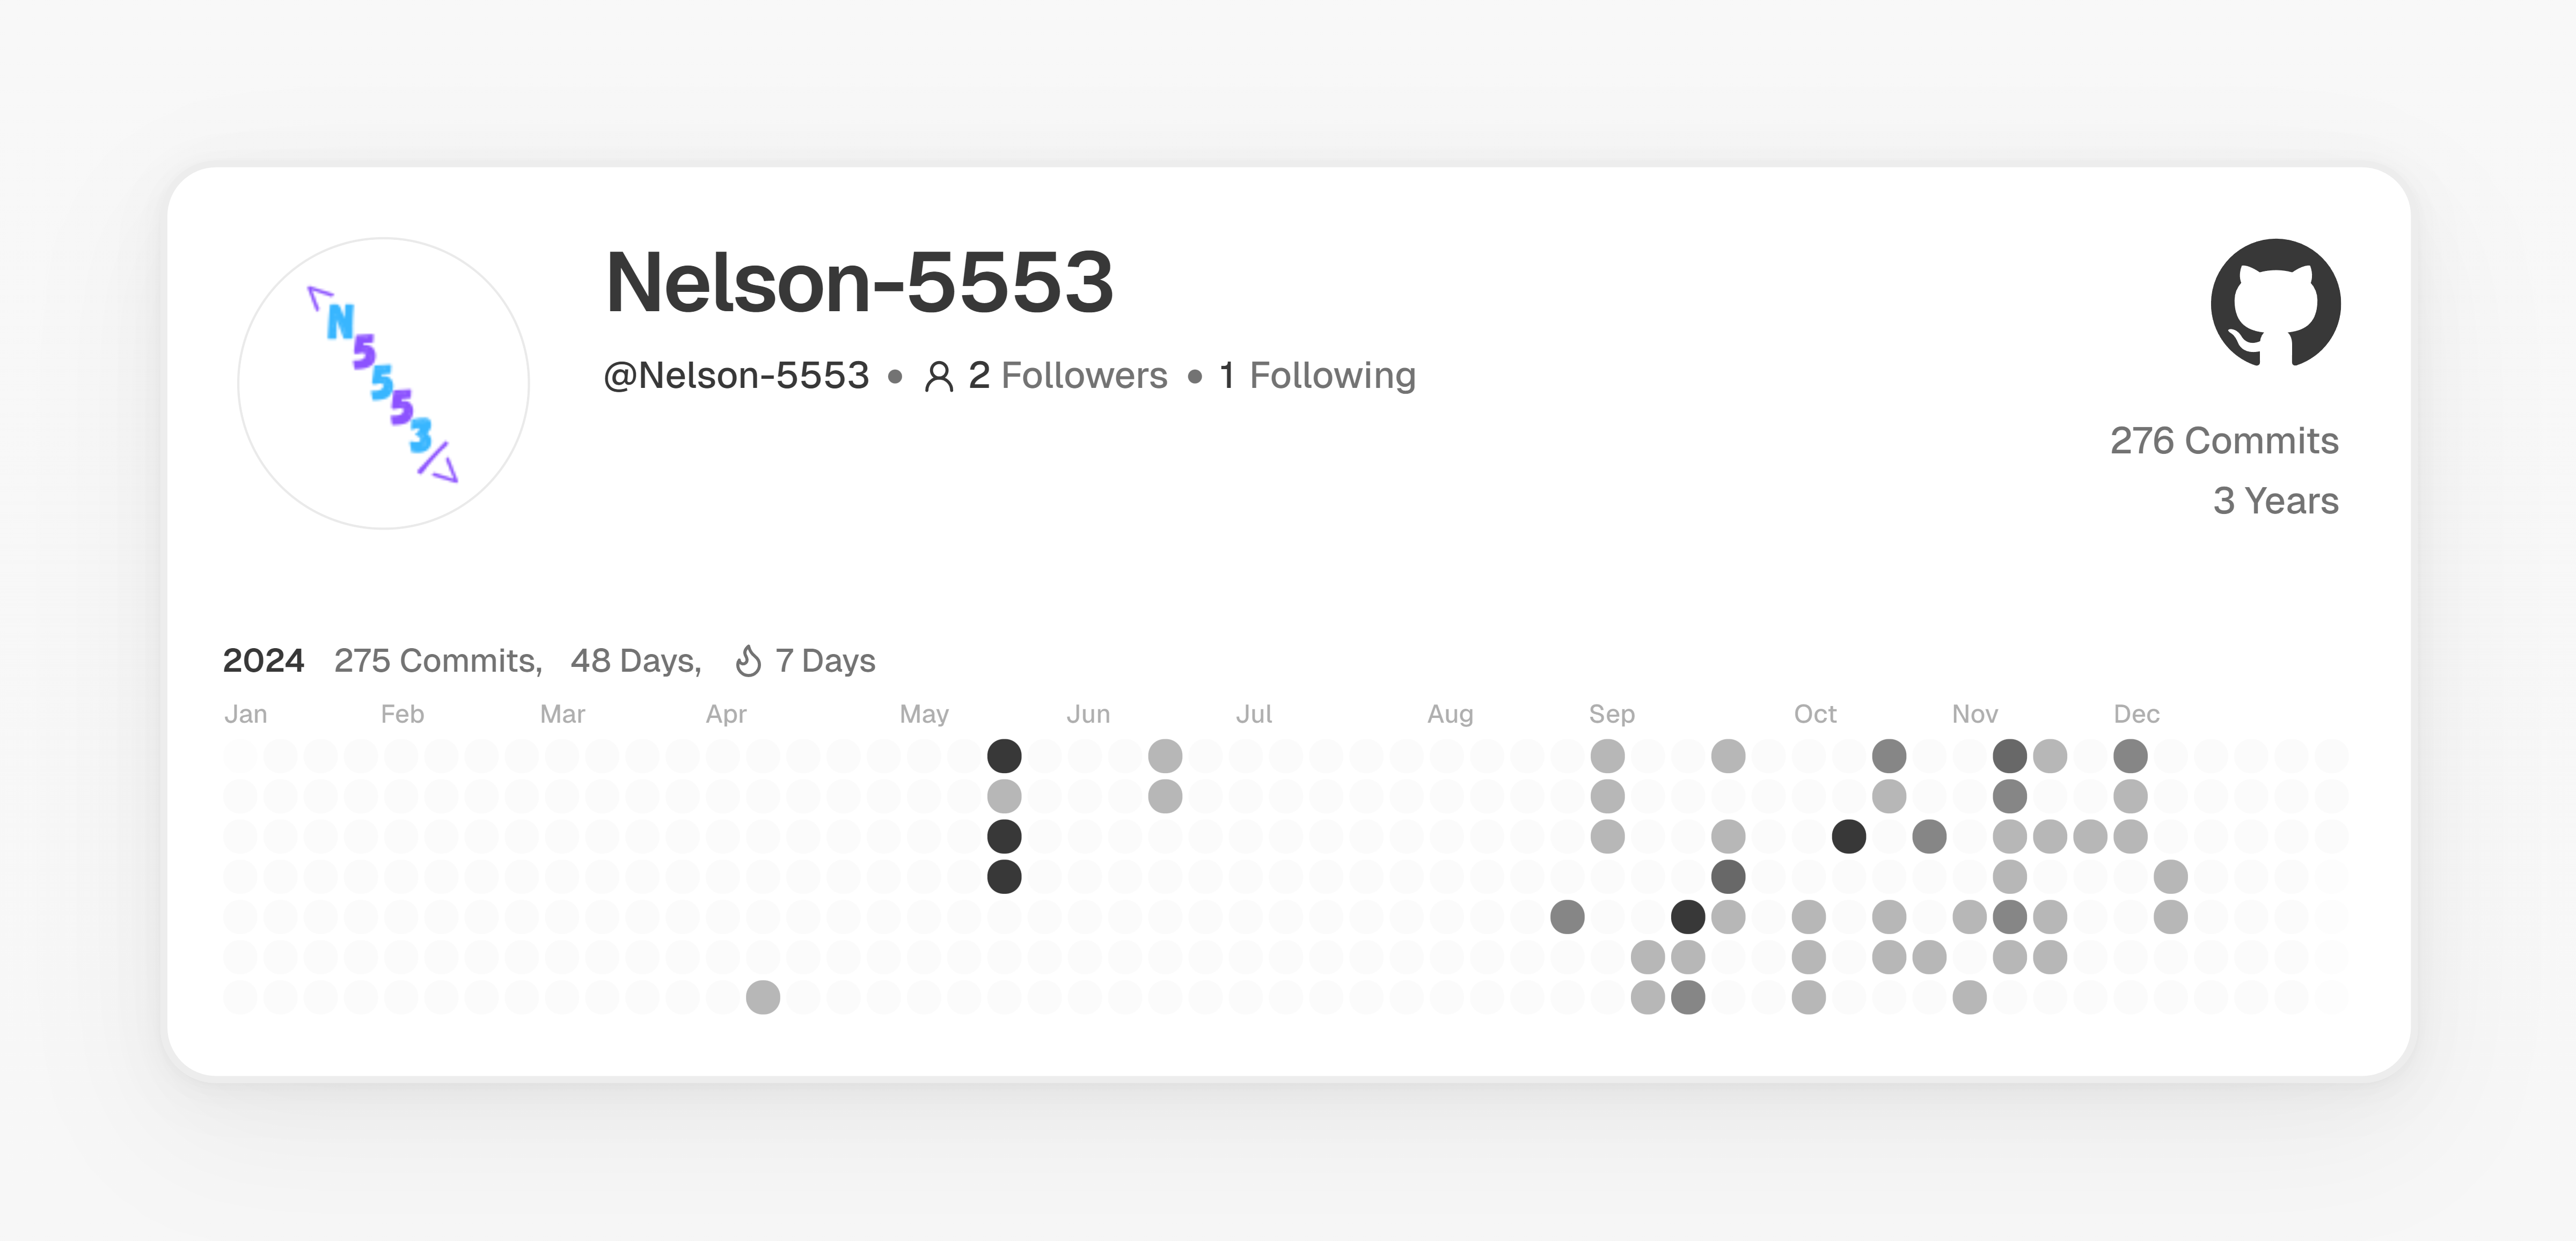 <N5553/>
Nelson-5553
@Nelson-5553 • 2 Followers • 1 Following
276 Commits
3 Years
2024 275 Commits, 48 Days, 7 Days
Jan Feb Mar Apr May Jun Jul Aug Sep Oct Nov Dec